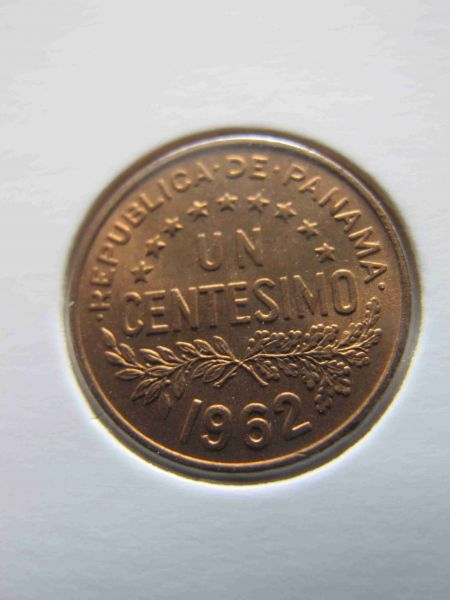 ·REPUBLICA·DE·PANAMA·
UN
CENTESIMO
1962